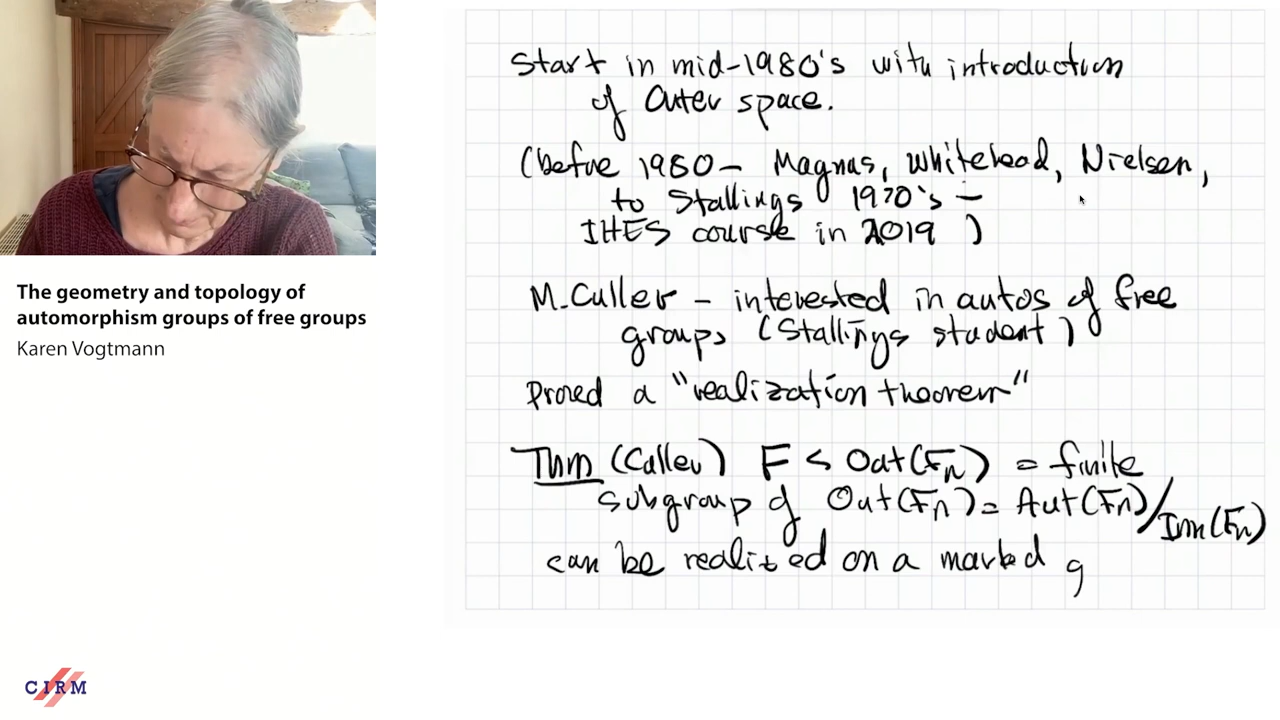 Start in mid-1980's with introduction
of Outer space.
(before 1980 - Magnus, Whitehead, Nielsen,
to Stallings 1970's -
IHES course in 2019 )
M. Culler - interested in autos of free
groups (Stallings student)
Proved a "realization theorem"
Thm (Culler) F < Out(Fn) = finite
subgroup of Out(Fn) = Aut(Fn)/Inn(Fn)
can be realized on a marked g
The geometry and topology of
automorphism groups of free groups
Karen Vogtmann
CIRM